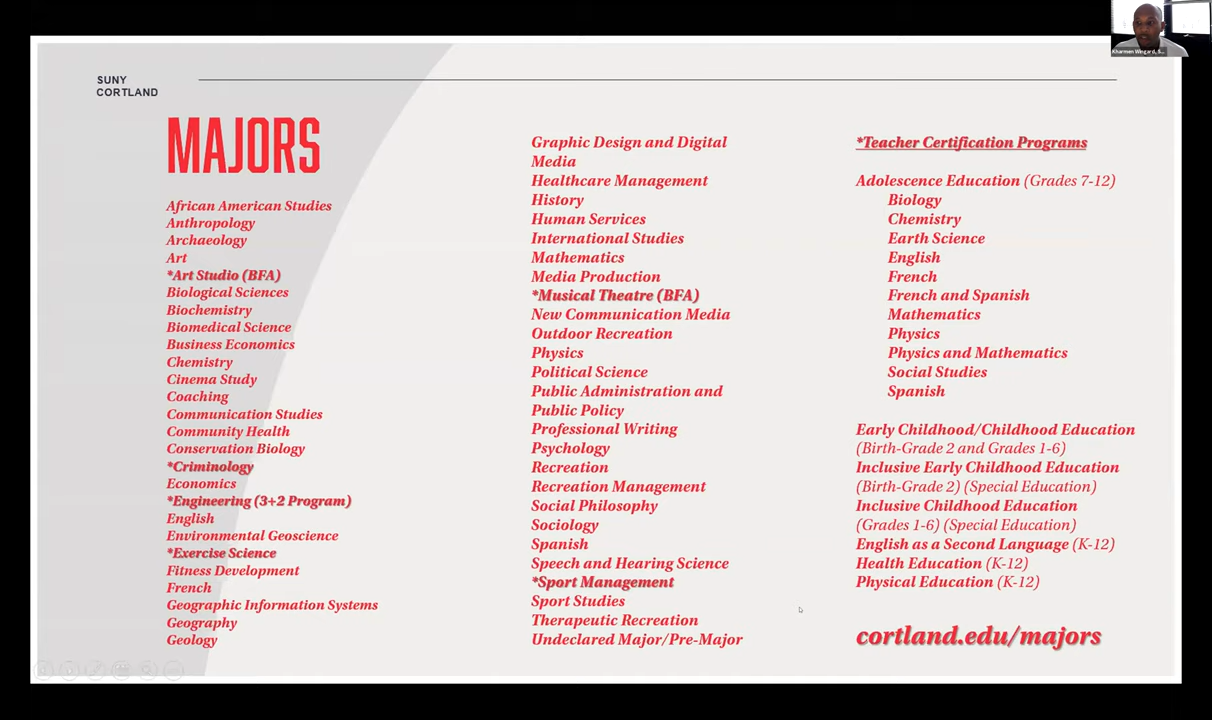 SUNY
CORTLAND
MAJORS
African American Studies
Anthropology
Archaeology
Art
*Art Studio (BFA)
Biological Sciences
Biochemistry
Biomedical Science
Business Economics
Chemistry
Cinema Study
Coaching
Communication Studies
Community Health
Conservation Biology
*Criminology
Economics
*Engineering (3+2 Program)
English
Environmental Geoscience
*Exercise Science
Fitness Development
French
Geographic Information Systems
Geography
Geology
Graphic Design and Digital
Media
Healthcare Management
History
Human Services
International Studies
Mathematics
Media Production
*Musical Theatre (BFA)
New Communication Media
Outdoor Recreation
Physics
Political Science
Public Administration and
Public Policy
Professional Writing
Psychology
Recreation
Recreation Management
Social Philosophy
Sociology
Spanish
Speech and Hearing Science
*Sport Management
Sport Studies
Therapeutic Recreation
Undeclared Major/Pre-Major
*Teacher Certification Programs
Adolescence Education (Grades 7-12)
Biology
Chemistry
Earth Science
English
French
French and Spanish
Mathematics
Physics
Physics and Mathematics
Social Studies
Spanish
Early Childhood/Childhood Education
(Birth-Grade 2 and Grades 1-6)
Inclusive Early Childhood Education
(Birth-Grade 2) (Special Education)
Inclusive Childhood Education
(Grades 1-6) (Special Education)
English as a Second Language (K-12)
Health Education (K-12)
Physical Education (K-12)
cortland.edu/majors
Kharmen Wingard, S...